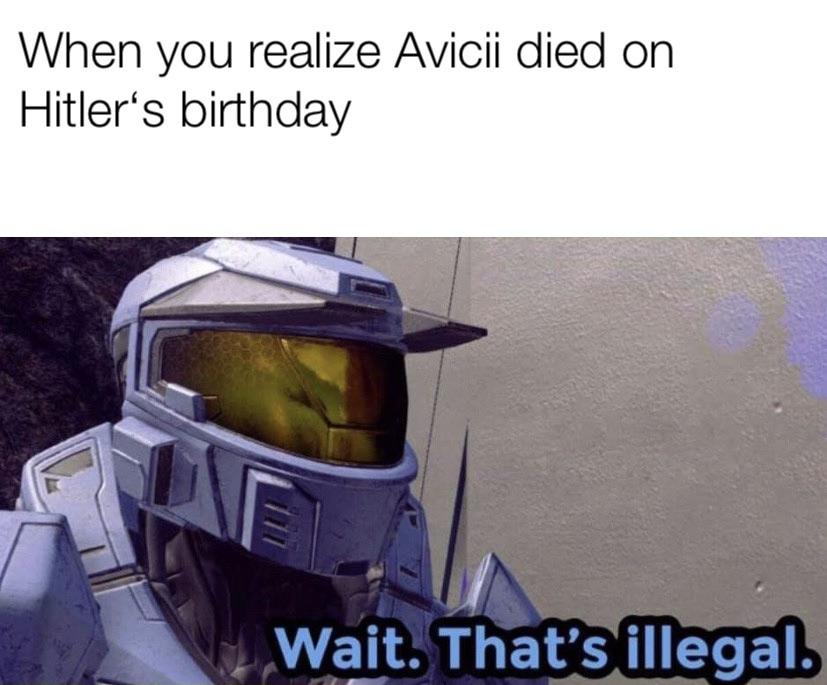 When you realize Avicii died on
Hitler‘s birthday
Wait. That's illegal.